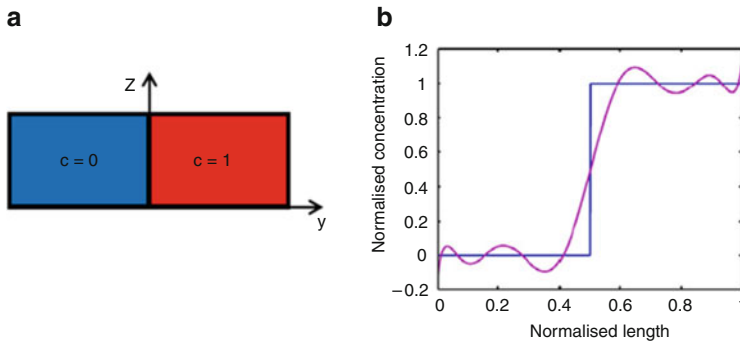 a
Z
c = 0
c = 1
y
b
Normalised concentration
1.2
1
0.8
0.6
0.4
0.2
0
−0.2
0
0.2
0.4
0.6
0.8
Normalised length